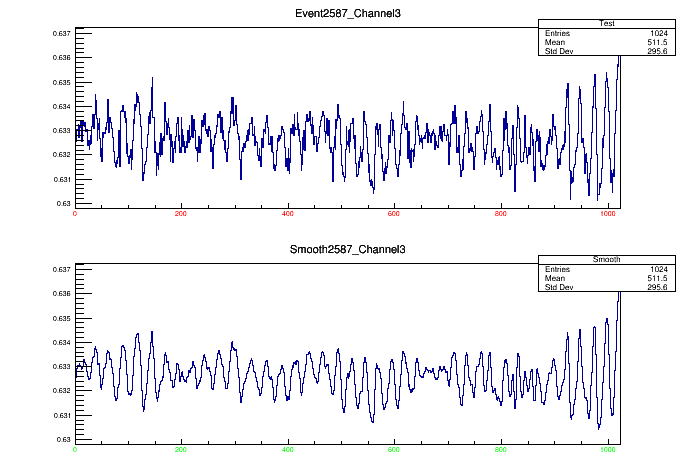 Event2587_Channel3
Test
Entries 1024
Mean 511.5
Std Dev 295.6
0.637
0.636
0.635
0.634
0.633
0.632
0.631
0.63
0 200 400 600 800 1000
Smooth2587_Channel3
Smooth
Entries 1024
Mean 511.5
Std Dev 295.6
0.637
0.636
0.635
0.634
0.633
0.632
0.631
0.63
0 200 400 600 800 1000